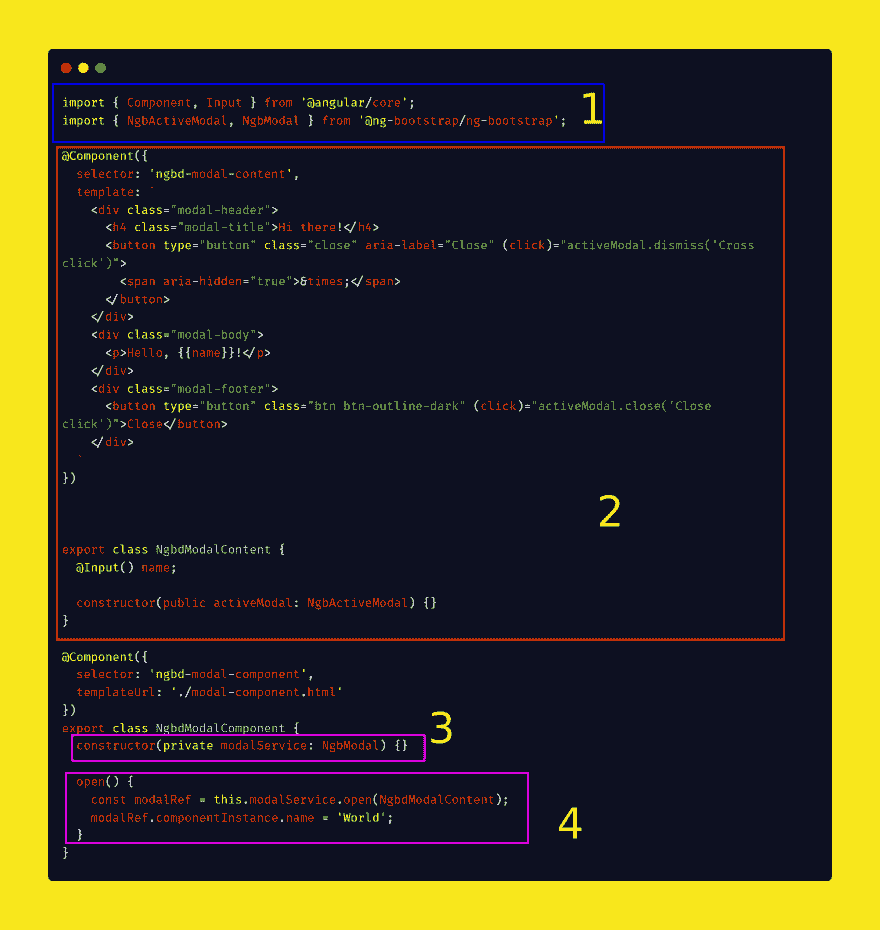 import { Component, Input } from '@angular/core';
import { NgbActiveModal, NgbModal } from '@ng-bootstrap/ng-bootstrap';
1
@Component({
  selector: 'ngbd-modal-content',
  template: `
    <div class="modal-header">
      <h4 class="modal-title">Hi there!</h4>
      <button type="button" class="close" aria-label="Close" (click)="activeModal.dismiss('Cross
click')">
        <span aria-hidden="true">&times;</span>
      </button>
    </div>
    <div class="modal-body">
      <p>Hello, {{name}}!</p>
    </div>
    <div class="modal-footer">
      <button type="button" class="btn btn-outline-dark" (click)="activeModal.close('Close
click')">Close</button>
    </div>
  `
})
2
export class NgbdModalContent {
  @Input() name;
  constructor(public activeModal: NgbActiveModal) {}
}
@Component({
  selector: 'ngbd-modal-component',
  templateUrl: './modal-component.html'
})
export class NgbdModalComponent {
3
  constructor(private modalService: NgbModal) {}
  open() {
    const modalRef = this.modalService.open(NgbdModalContent);
    modalRef.componentInstance.name = 'World';
4
  }
}